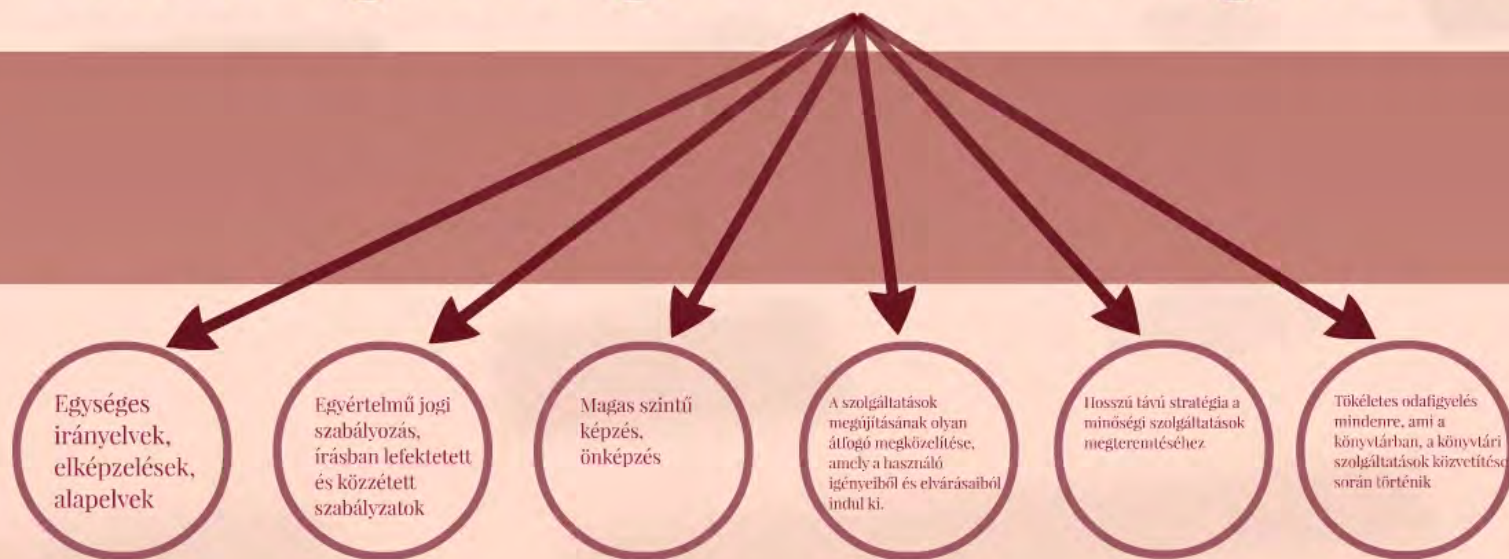 Egységes
irányelvek,
elképzelések,
alapelvek
Egyértelmű jogi
szabályozás,
írásban lefektetett
és közzétett
szabályzatok
Magas szintű
képzés,
önképzés
A szolgáltatások
megújításának olyan
átfogó megközelítése,
amely a használó
igényeiből és elvárásaiból
indul ki.
Hosszú távú stratégia a
minőségi szolgáltatások
megteremtéséhez
Tökéletes odafigyelés
mindenre, ami a
könyvtárban, a könyvtári
szolgáltatások közvetítése
során történik